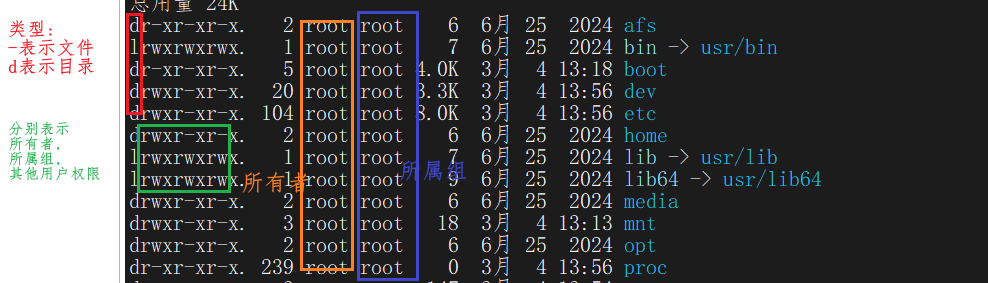 总用量 24K
类型:
-表示文件
d表示目录
分别表示
所有者,
所属组,
其他用户权限
dr-xr-xr-x. 2 root root 6 6月 25 2024 afs
lrwxrwxrwx. 1 root root 7 6月 25 2024 bin -> usr/bin
dr-xr-xr-x. 5 root root 4.0K 3月 4 13:18 boot
drwxr-xr-x. 20 root root 3.3K 3月 4 13:56 dev
drwxr-xr-x. 104 root root 8.0K 3月 4 13:56 etc
drwxr-xr-x. 2 root root 6 6月 25 2024 home
lrwxrwxrwx. 1 root root 7 6月 25 2024 lib -> usr/lib
所有者
所属组
lrwxrwxrwx. 1 root root 9 6月 25 2024 lib64 -> usr/lib64
drwxr-xr-x. 2 root root 6 6月 25 2024 media
drwxr-xr-x. 3 root root 18 3月 4 13:13 mnt
drwxr-xr-x. 2 root root 6 6月 25 2024 opt
dr-xr-xr-x. 239 root root 0 3月 4 13:56 proc